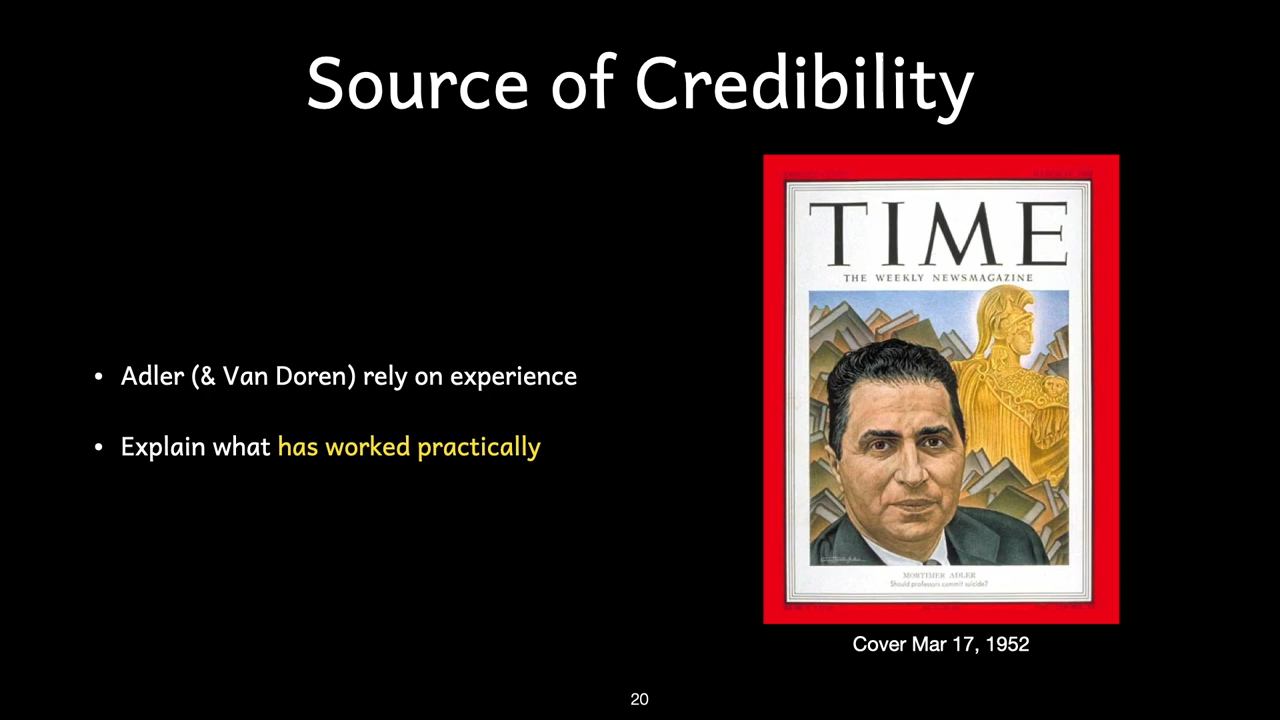 Source of Credibility
• Adler (& Van Doren) rely on experience
• Explain what has worked practically
TIME
THE WEEKLY NEWSMAGAZINE
MORTIMER ADLER
Should professors commit suicide?
Cover Mar 17, 1952
20